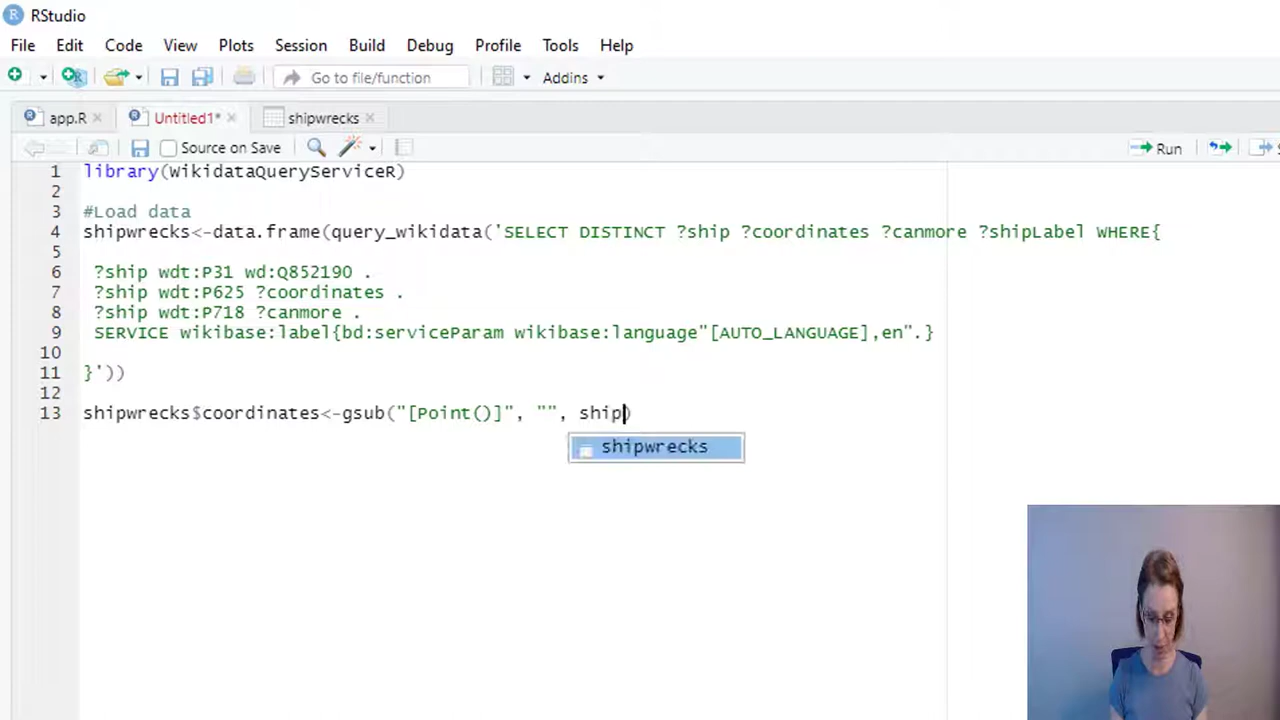 RStudio
File Edit Code View Plots Session Build Debug Profile Tools Help
Go to file/function Addins
app.R Untitled1* shipwrecks
Source on Save Run
1 library(WikidataQueryServiceR)
2
3 #Load data
4 shipwrecks<-data.frame(query_wikidata('SELECT DISTINCT ?ship ?coordinates ?canmore ?shipLabel WHERE{
5
6 ?ship wdt:P31 wd:Q852190 .
7 ?ship wdt:P625 ?coordinates .
8 ?ship wdt:P718 ?canmore .
9 SERVICE wikibase:label{bd:serviceParam wikibase:language"[AUTO_LANGUAGE],en".}
10
11 }'))
12
13 shipwrecks$coordinates<-gsub("[Point()]", "", ship)
shipwrecks